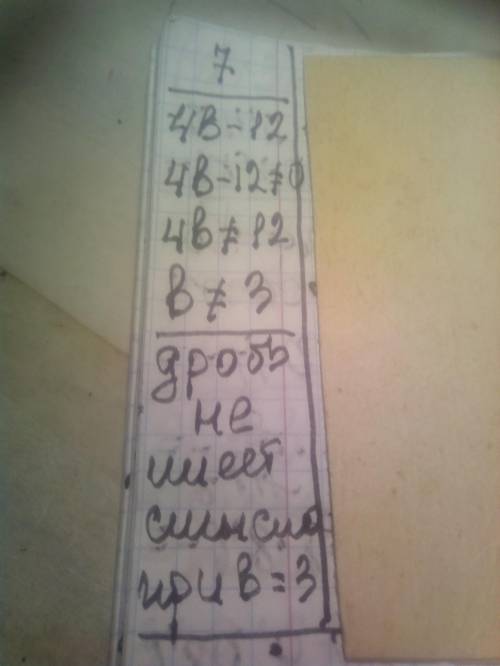 7
4в-12
4в-12≠0
4в≠12
в≠3
дробь
не
имеет
смысла
при в=3